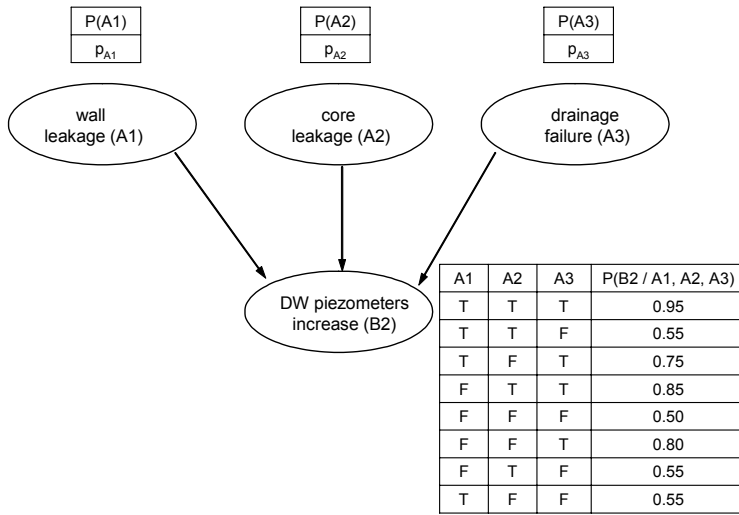 P(A1)
P(A2)
P(A3)
pA1
pA2
pA3
wall
leakage (A1)
core
leakage (A2)
drainage
failure (A3)
DW piezometers
increase (B2)
A1 A2 A3 P(B2 / A1, A2, A3)
T T T 0.95
T T F 0.55
T F T 0.75
F T T 0.85
F F F 0.50
F F T 0.80
F T F 0.55
T F F 0.55